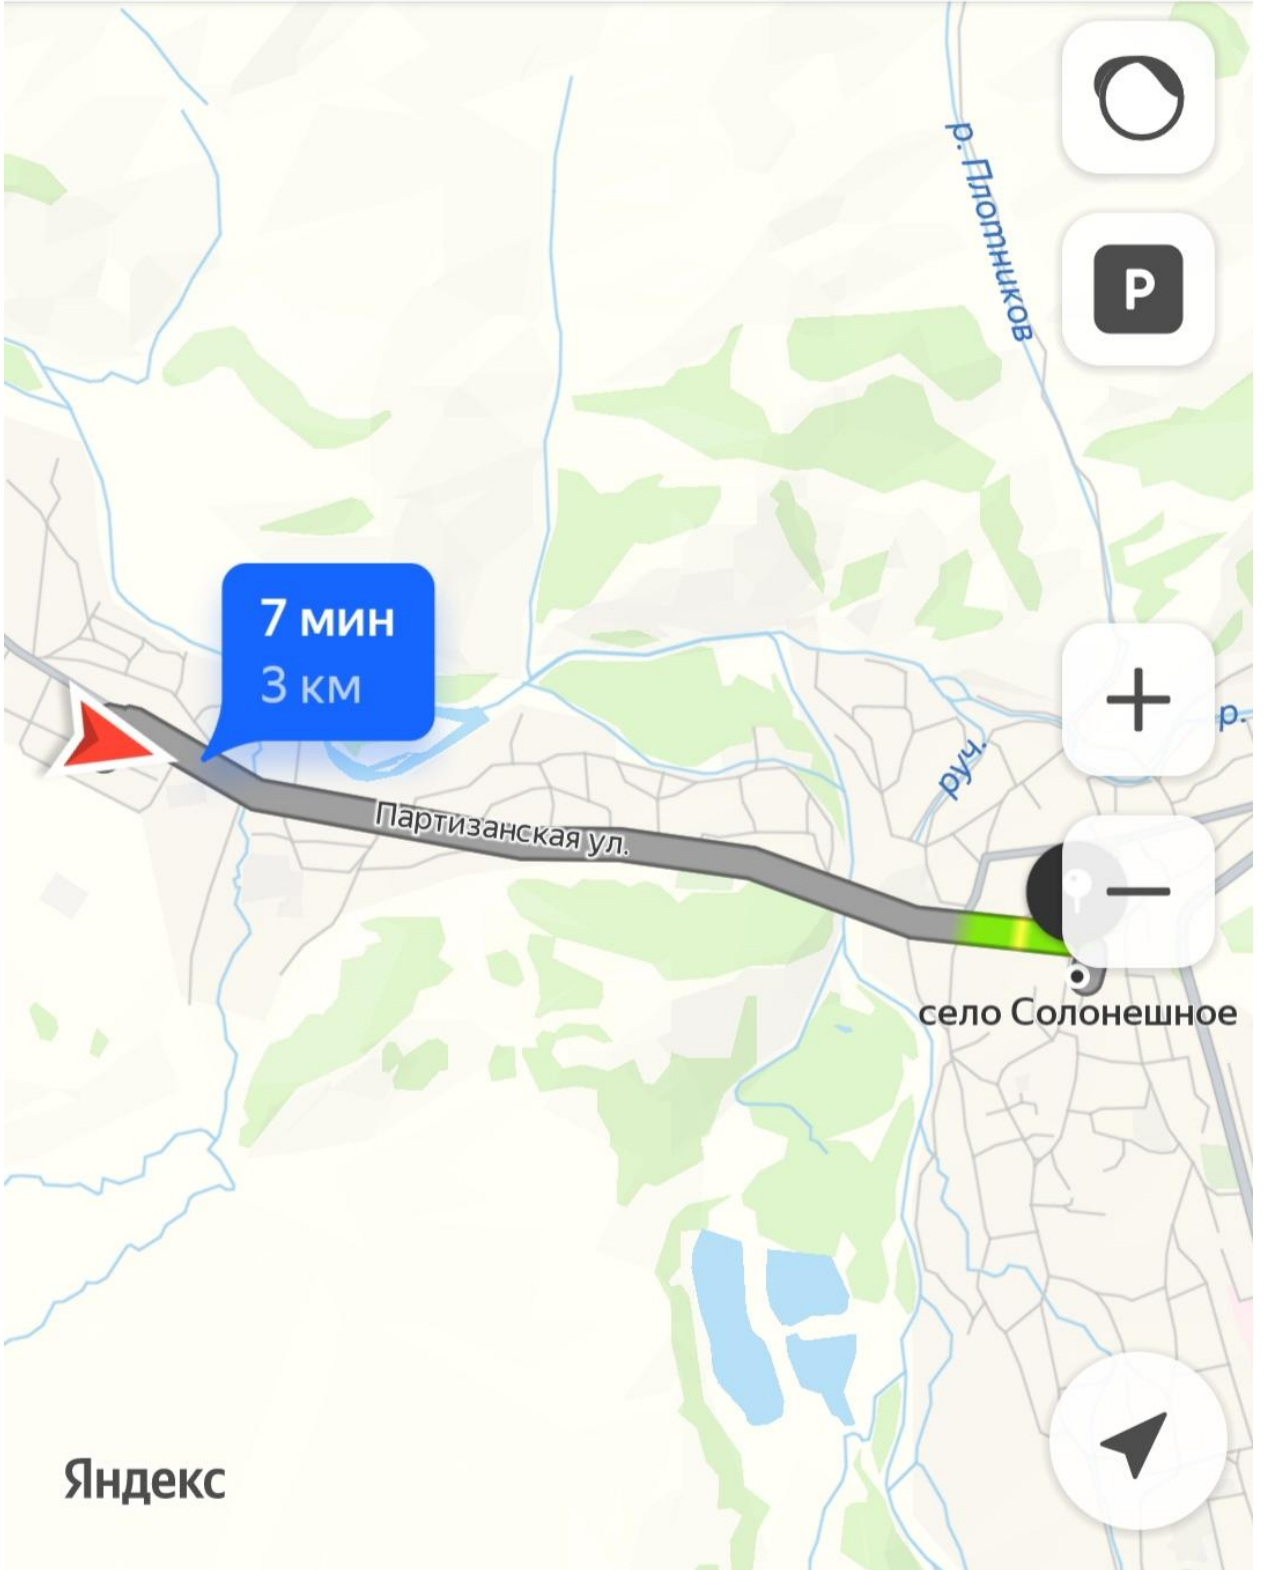 р. Плотников
P
7 мин
3 км
р.
руч.
Партизанская ул.
село Солонешное
Яндекс